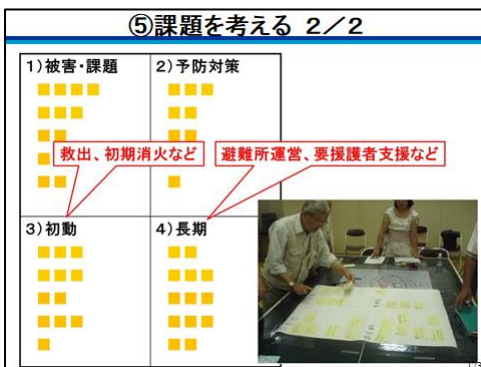 ⑤課題を考える 2/2
1)被害・課題
2)予防対策
救出、初期消火など
避難所運営、要援護者支援など
3)初動
4)長期